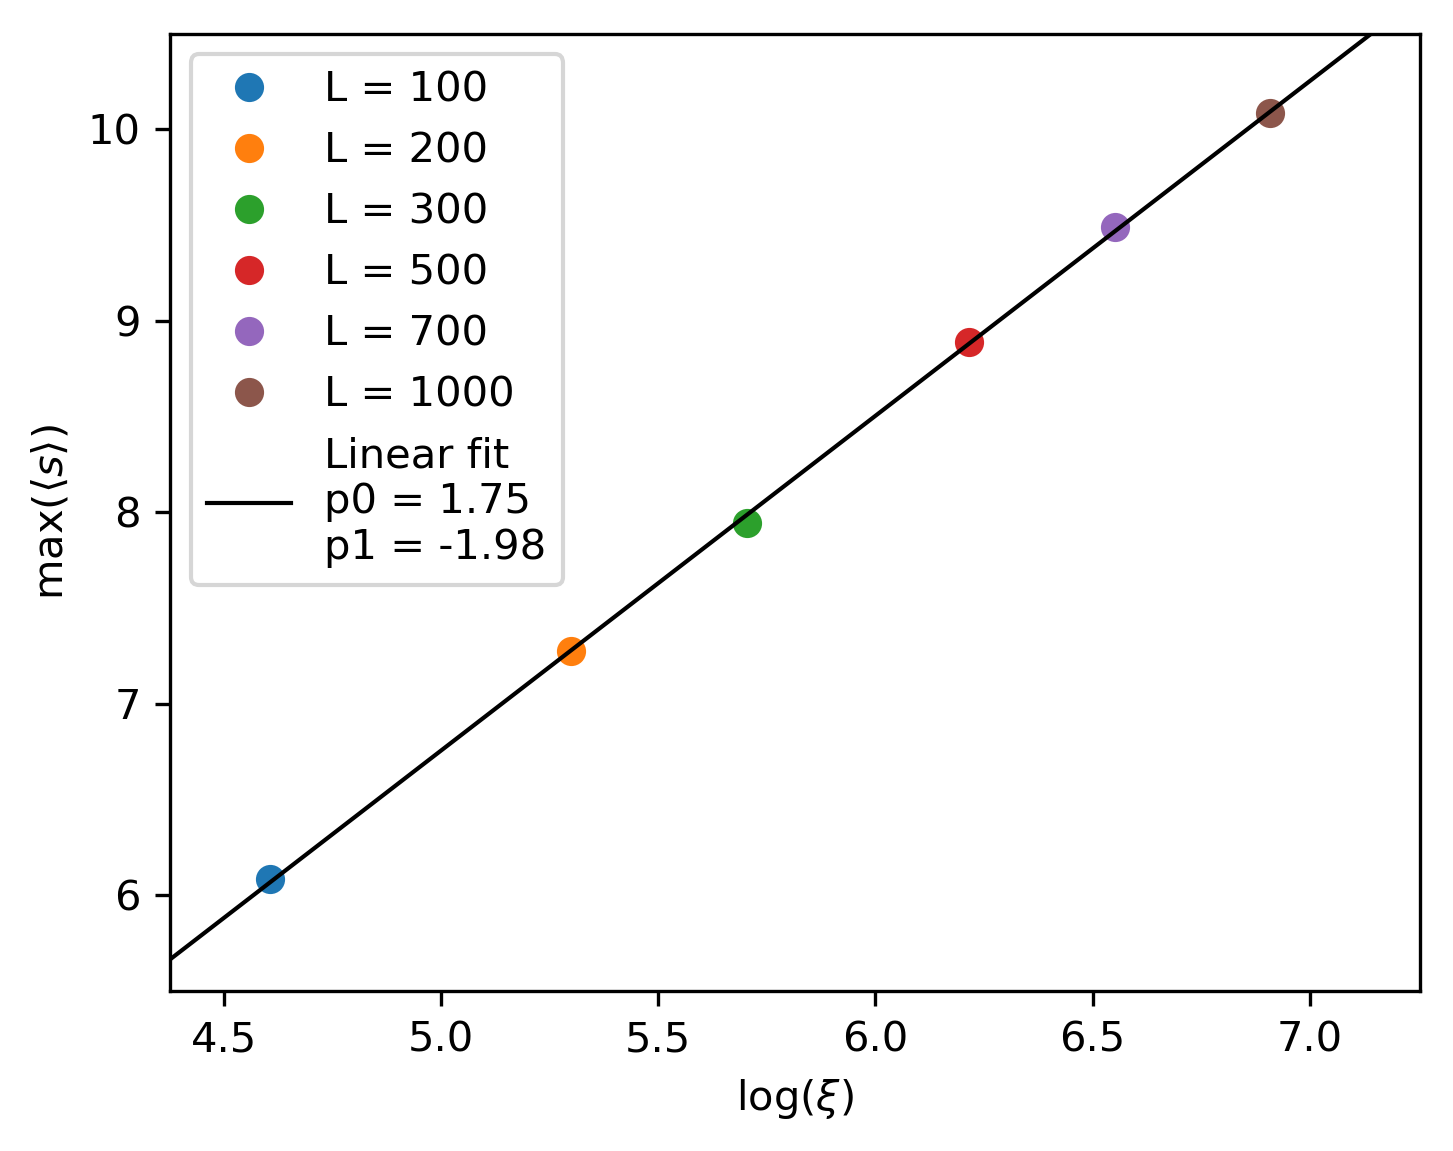 L = 100
L = 200
L = 300
L = 500
L = 700
L = 1000
Linear fit
p0 = 1.75
p1 = -1.98
max(⟨s⟩)
10
9
8
7
6
4.5 5.0 5.5 6.0 6.5 7.0
log(ξ)